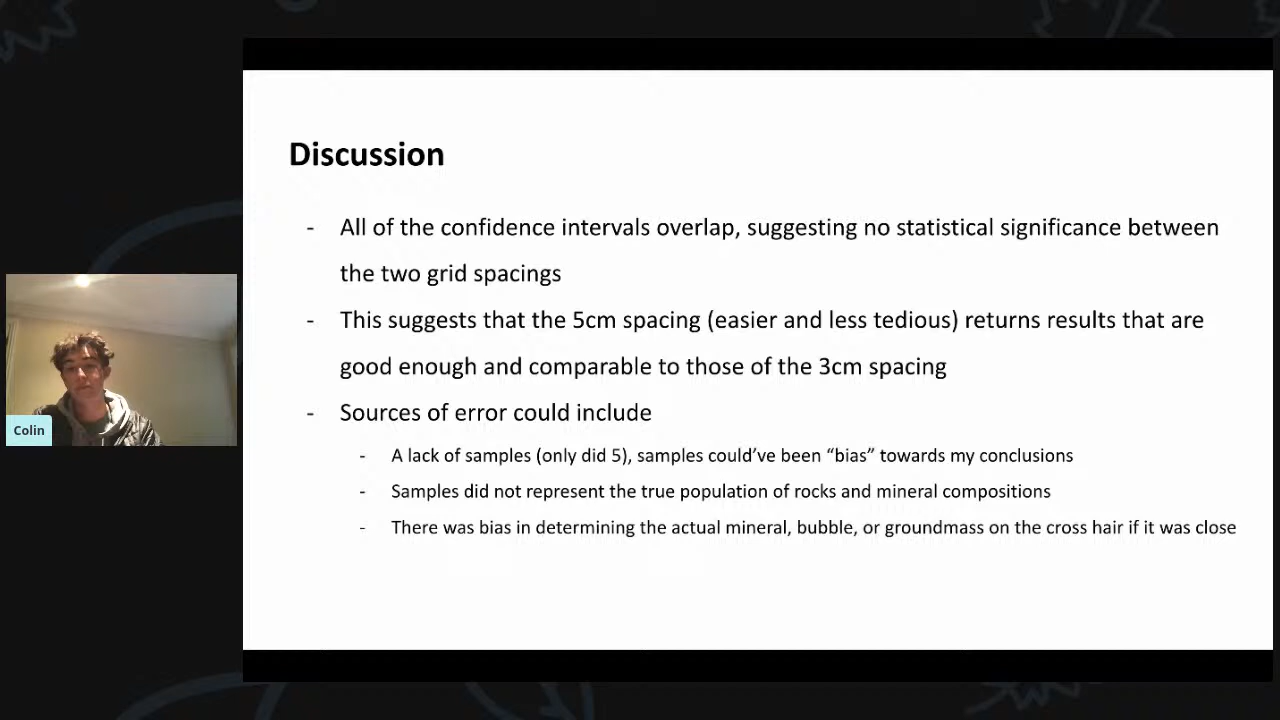 Discussion
- All of the confidence intervals overlap, suggesting no statistical significance between
the two grid spacings
- This suggests that the 5cm spacing (easier and less tedious) returns results that are
good enough and comparable to those of the 3cm spacing
- Sources of error could include
- A lack of samples (only did 5), samples could’ve been “bias” towards my conclusions
- Samples did not represent the true population of rocks and mineral compositions
- There was bias in determining the actual mineral, bubble, or groundmass on the cross hair if it was close
Colin